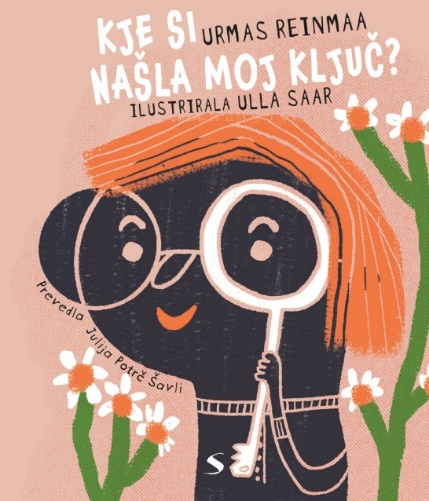 KJE SI URMAS REINMAA
NAŠLA MOJ KLJUČ?
ILUSTRIRALA ULLA SAAR
Prevedla Julija Potrč Šavli
S